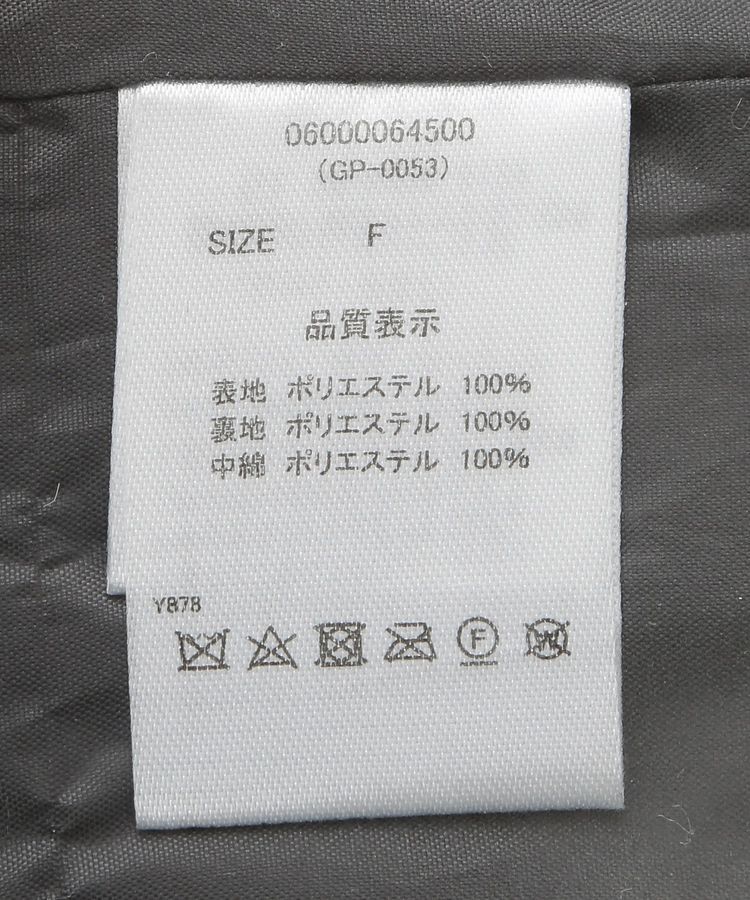 06000064500
(GP-0053)
SIZE F
品質表示
表地 ポリエステル 100%
裏地 ポリエステル 100%
中綿 ポリエステル 100%
Y878
F W